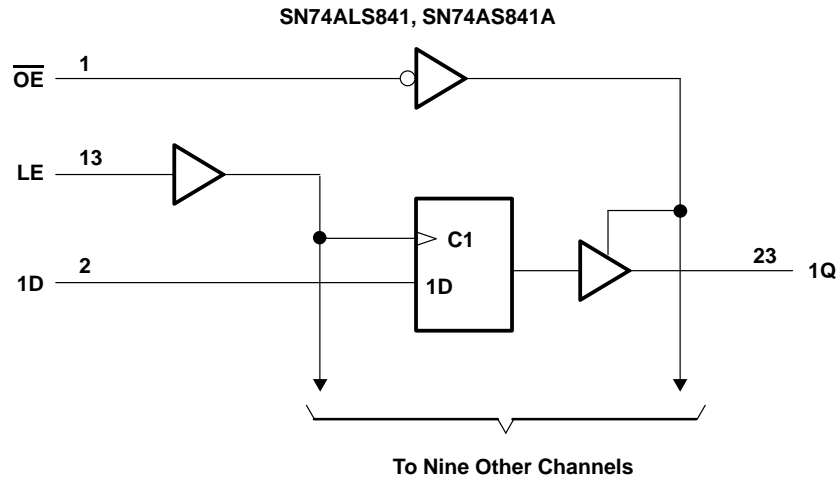 SN74ALS841, SN74AS841A
OE
1
LE
13
C1
1D
2
1D
23
1Q
To Nine Other Channels